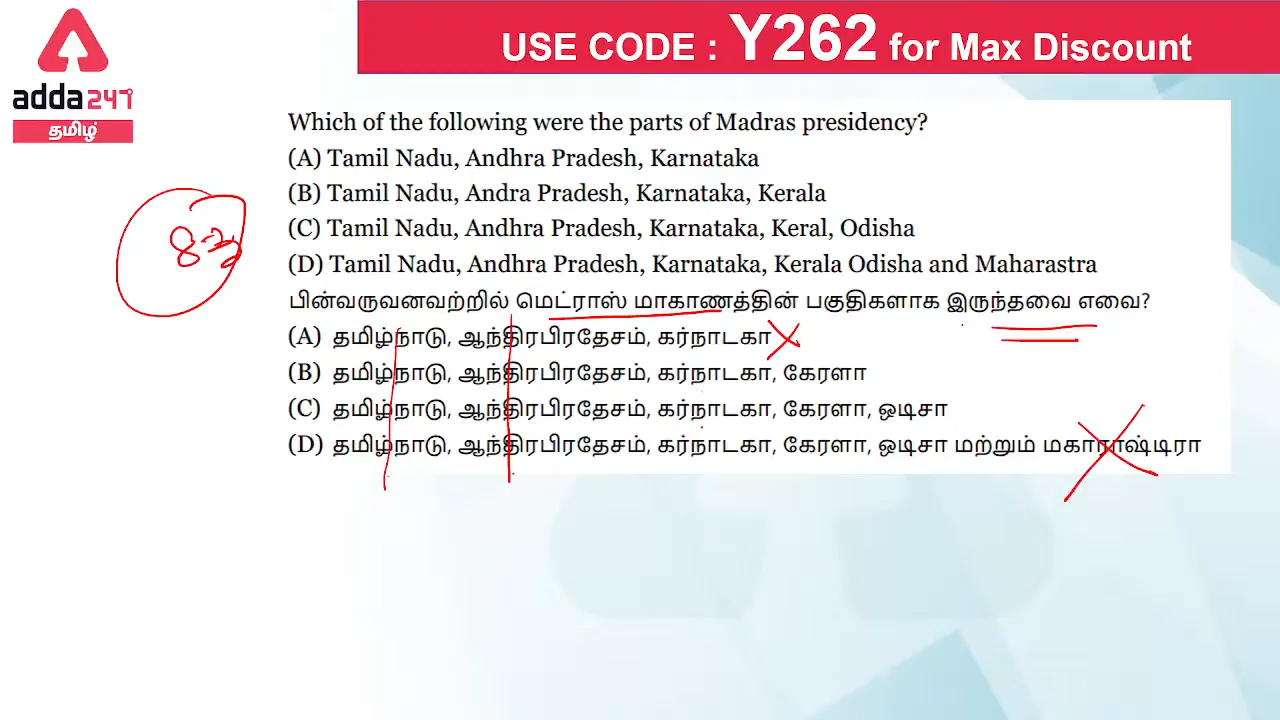 USE CODE : Y262 for Max Discount
adda247
தமிழ்
Which of the following were the parts of Madras presidency?
(A) Tamil Nadu, Andhra Pradesh, Karnataka
(B) Tamil Nadu, Andra Pradesh, Karnataka, Kerala
(C) Tamil Nadu, Andhra Pradesh, Karnataka, Keral, Odisha
(D) Tamil Nadu, Andhra Pradesh, Karnataka, Kerala Odisha and Maharastra
பின்வருவனவற்றில் மெட்ராஸ் மாகாணத்தின் பகுதிகளாக இருந்தவை எவை?
(A) தமிழ்நாடு, ஆந்திரபிரதேசம், கர்நாடகா
(B) தமிழ்நாடு, ஆந்திரபிரதேசம், கர்நாடகா, கேரளா
(C) தமிழ்நாடு, ஆந்திரபிரதேசம், கர்நாடகா, கேரளா, ஒடிசா
(D) தமிழ்நாடு, ஆந்திரபிரதேசம், கர்நாடகா, கேரளா, ஒடிசா மற்றும் மகாராஷ்டிரா